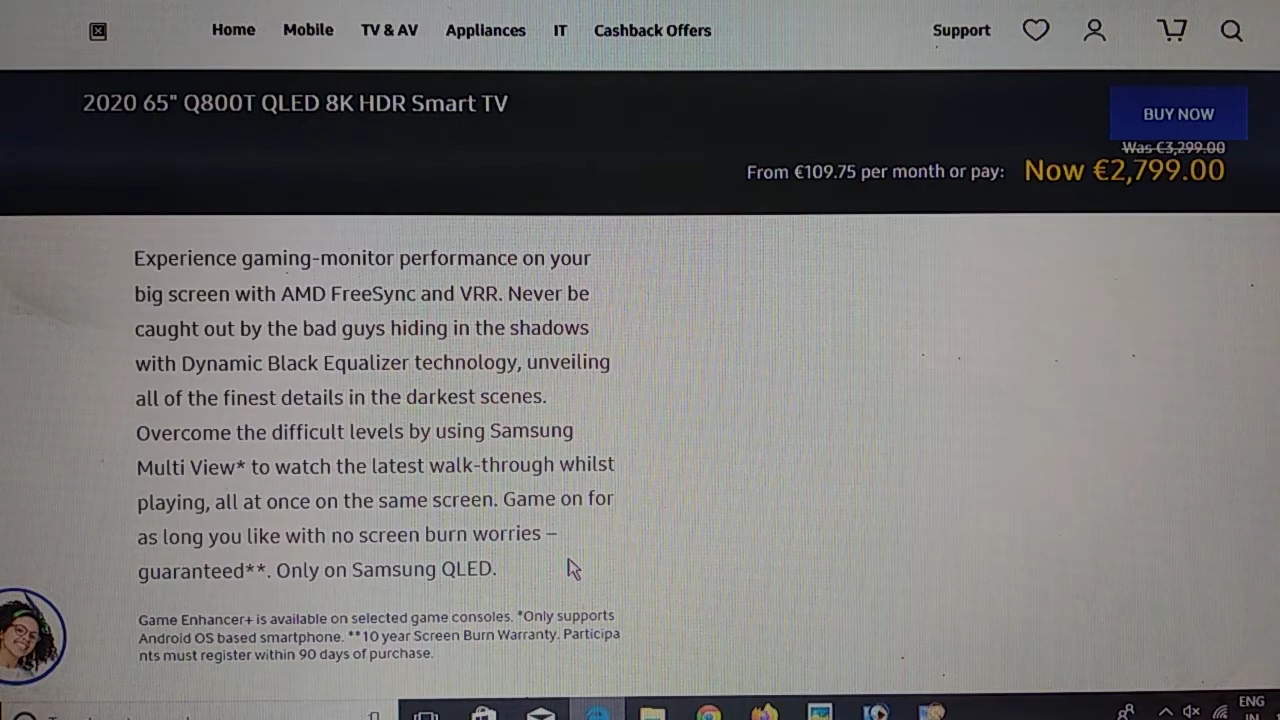 Home Mobile TV & AV Appliances IT Cashback Offers Support
2020 65" Q800T QLED 8K HDR Smart TV
BUY NOW
Was €3,299.00
From €109.75 per month or pay: Now €2,799.00
Experience gaming-monitor performance on your
big screen with AMD FreeSync and VRR. Never be
caught out by the bad guys hiding in the shadows
with Dynamic Black Equalizer technology, unveiling
all of the finest details in the darkest scenes.
Overcome the difficult levels by using Samsung
Multi View* to watch the latest walk-through whilst
playing, all at once on the same screen. Game on for
as long you like with no screen burn worries –
guaranteed**. Only on Samsung QLED.
Game Enhancer+ is available on selected game consoles. *Only supports
Android OS based smartphone. **10 year Screen Burn Warranty. Participa
nts must register within 90 days of purchase.
ENG